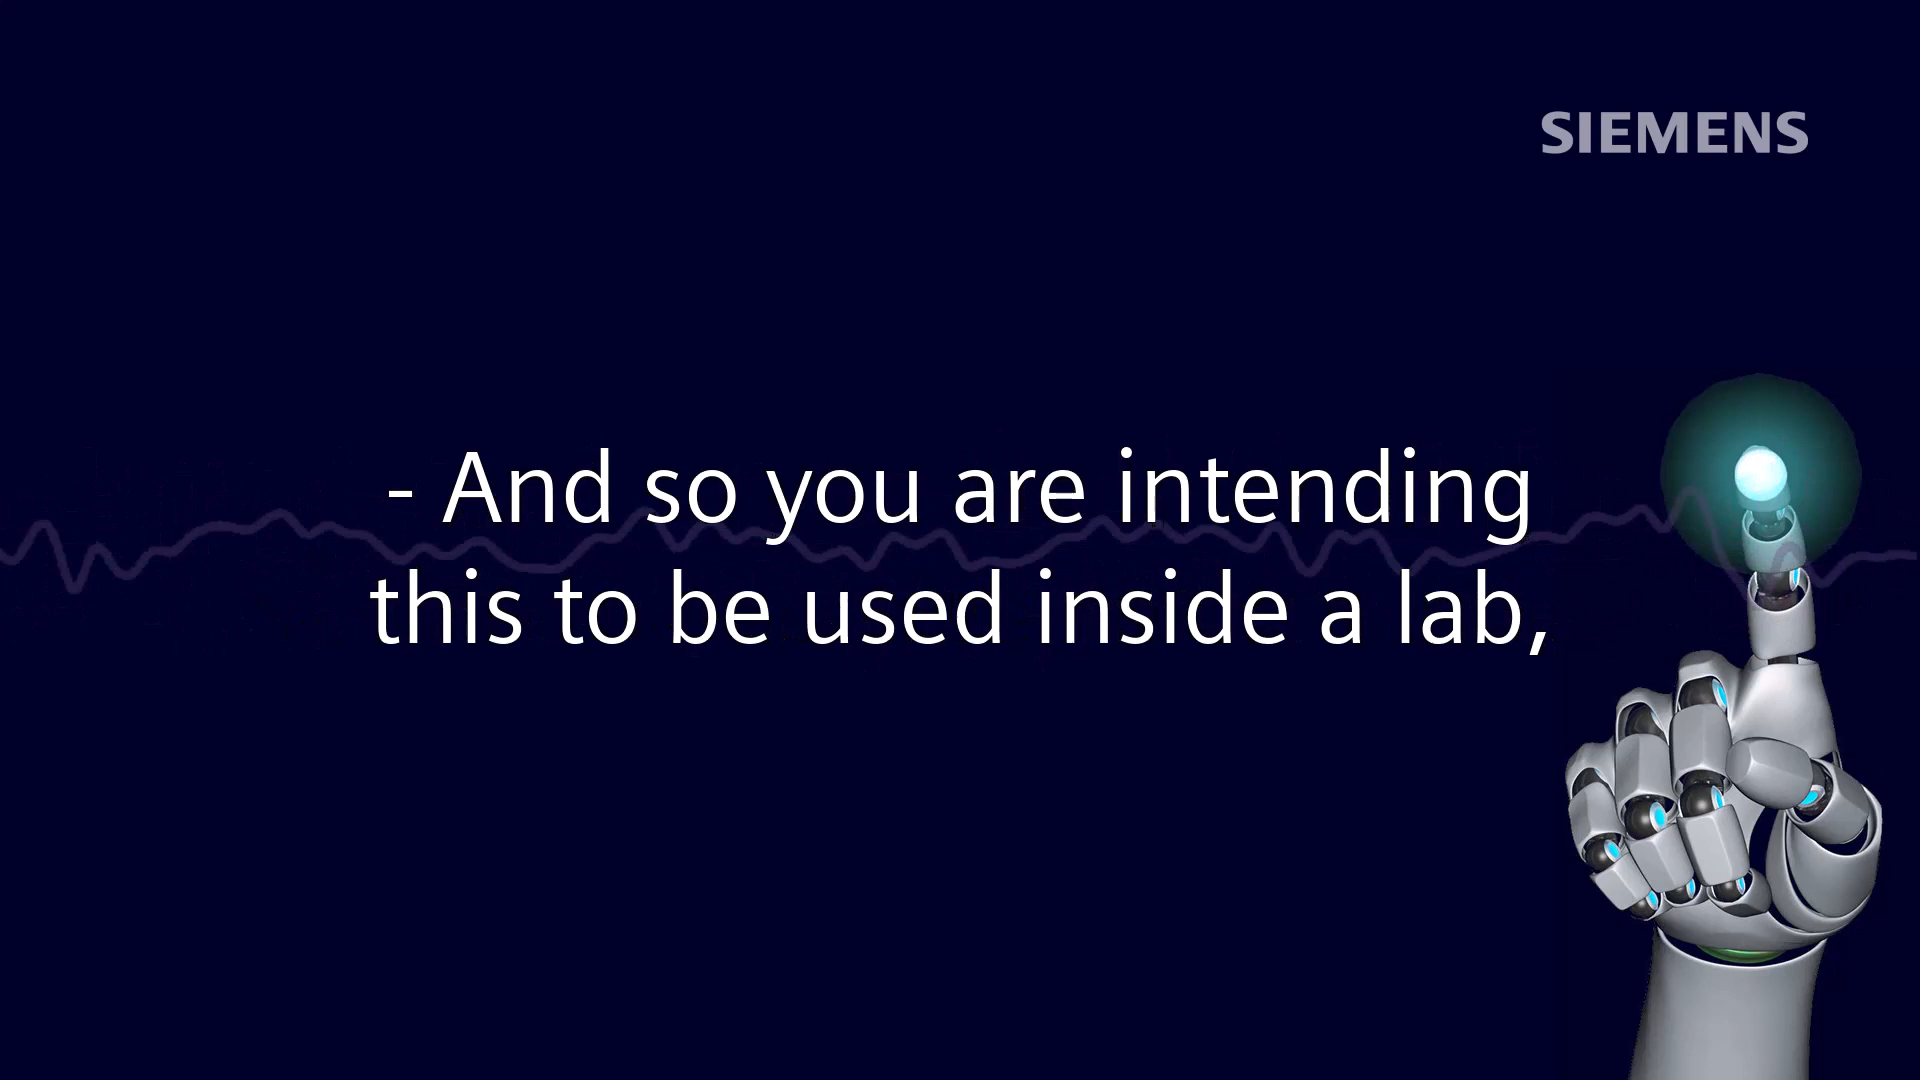 SIEMENS
- And so you are intending
this to be used inside a lab,